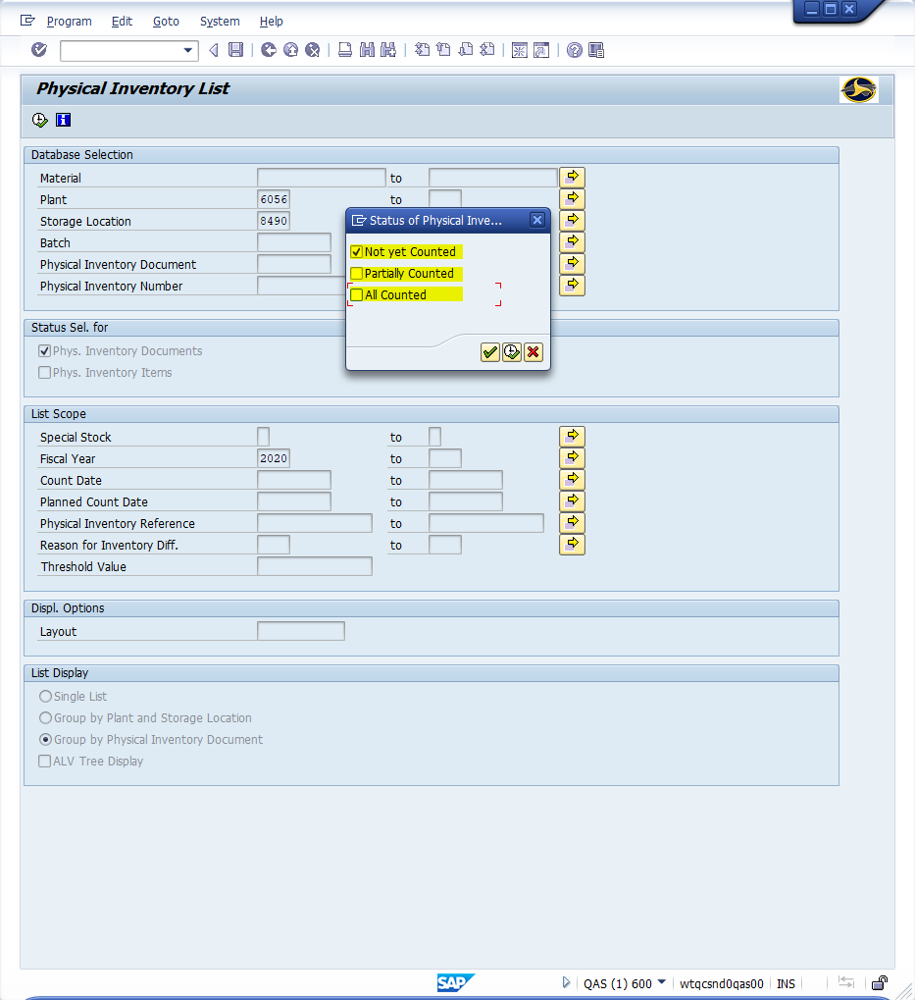 Program Edit Goto System Help
Physical Inventory List
Database Selection
Material to
Plant 6056 to
Storage Location 8490
Batch
Physical Inventory Document
Physical Inventory Number
Status of Physical Inve...
Not yet Counted
Partially Counted
All Counted
Status Sel. for
Phys. Inventory Documents
Phys. Inventory Items
List Scope
Special Stock to
Fiscal Year 2020 to
Count Date to
Planned Count Date to
Physical Inventory Reference to
Reason for Inventory Diff. to
Threshold Value
Displ. Options
Layout
List Display
Single List
Group by Plant and Storage Location
Group by Physical Inventory Document
ALV Tree Display
SAP QAS (1) 600 wtqcsnd0qas00 INS